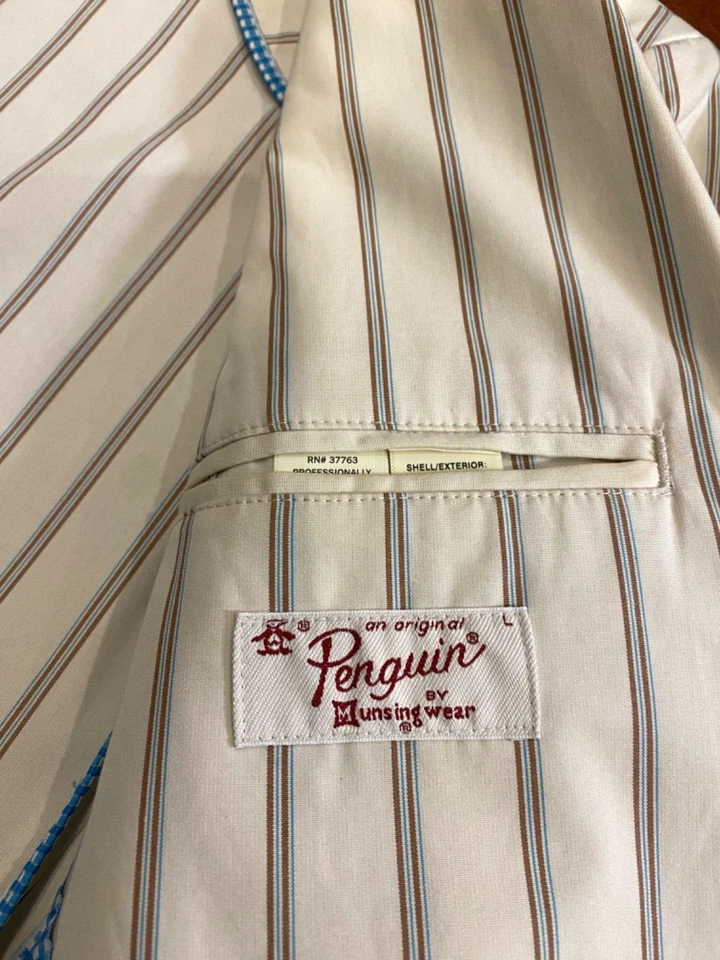 RN# 37763
PROFESSIONALLY
SHELL/EXTERIOR:
an original L
®
Penguin®
BY
Munsingwear
®